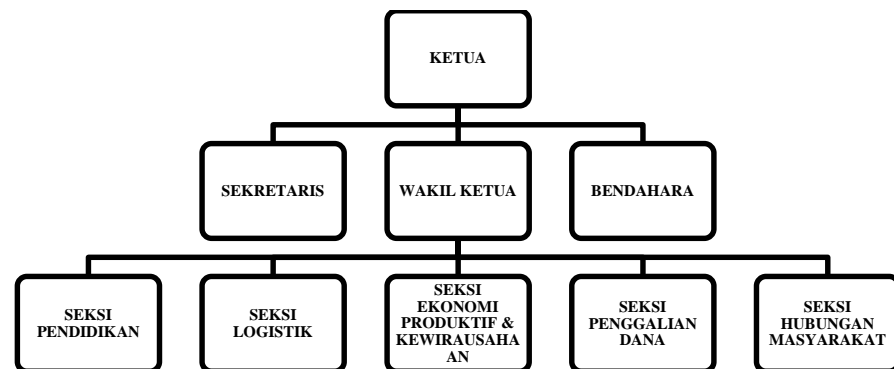 KETUA
SEKRETARIS
WAKIL KETUA
BENDAHARA
SEKSI
PENDIDIKAN
SEKSI
LOGISTIK
SEKSI
EKONOMI
PRODUKTIF &
KEWIRAUSAHA
AN
SEKSI
PENGGALIAN
DANA
SEKSI
HUBUNGAN
MASYARAKAT